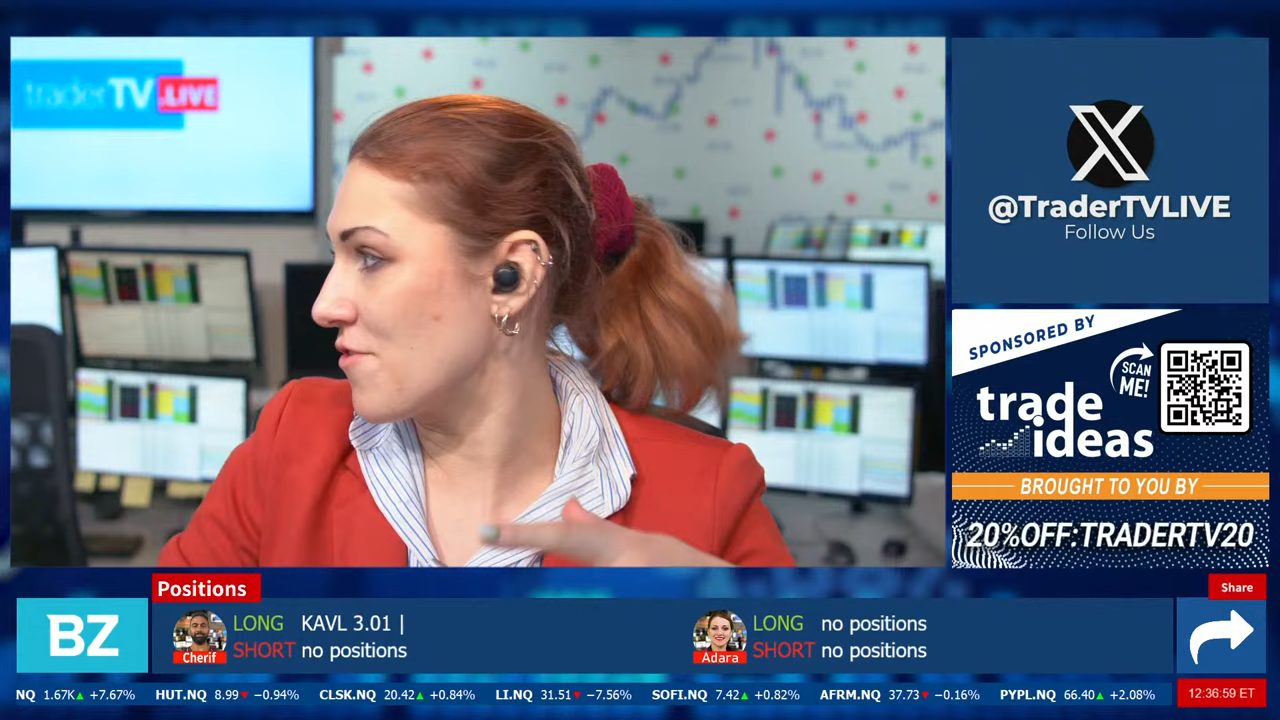 traderTV.LIVE
@TraderTVLIVE
Follow Us
SPONSORED BY
SCAN
ME!
trade
ideas
BROUGHT TO YOU BY
20%OFF:TRADERTV20
Positions
Share
BZ
Cherif
LONG KAVL 3.01 |
SHORT no positions
Adara
LONG no positions
SHORT no positions
NQ 1.67K▲ +7.67% HUT.NQ 8.99▼ −0.94% CLSK.NQ 20.42▲ +0.84% LI.NQ 31.51▼ −7.56% SOFI.NQ 7.42▲ +0.82% AFRM.NQ 37.73▼ −0.16% PYPL.NQ 66.40▲ +2.08%
12:36:59 ET